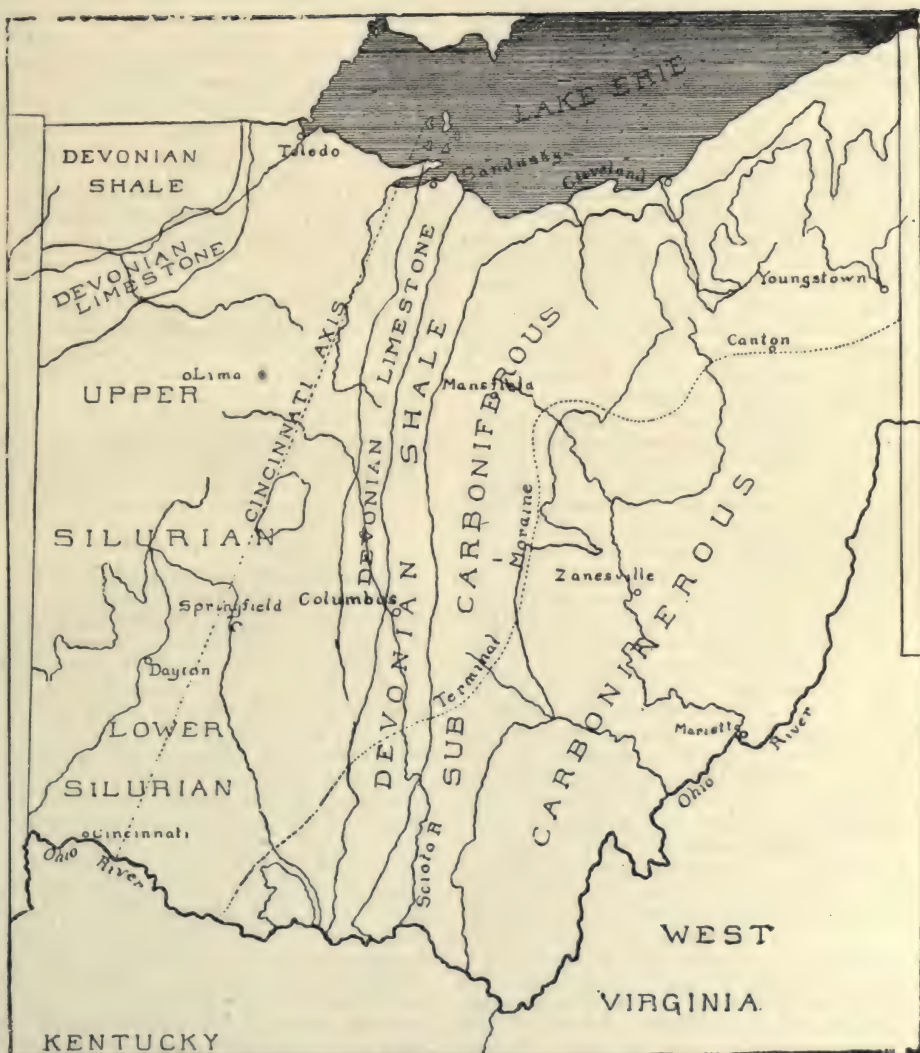 LAKE ERIE
DEVONIAN
SHALE
Toledo
Sandusky
Cleveland
DEVONIAN
LIMESTONE
Youngstown
CINCINNATI AXIS
DEVONIAN LIMESTONE
DEVONIAN SHALE
Canton
Lima
UPPER
Mansfield
SUB CARBONIFEROUS
CARBONIFEROUS
Terminal Moraine
SILURIAN
Zanesville
Springfield
Columbus
Dayton
LOWER
SILURIAN
Marietta
Ohio River
Cincinnati
Ohio River
Scioto R
WEST
VIRGINIA
KENTUCKY